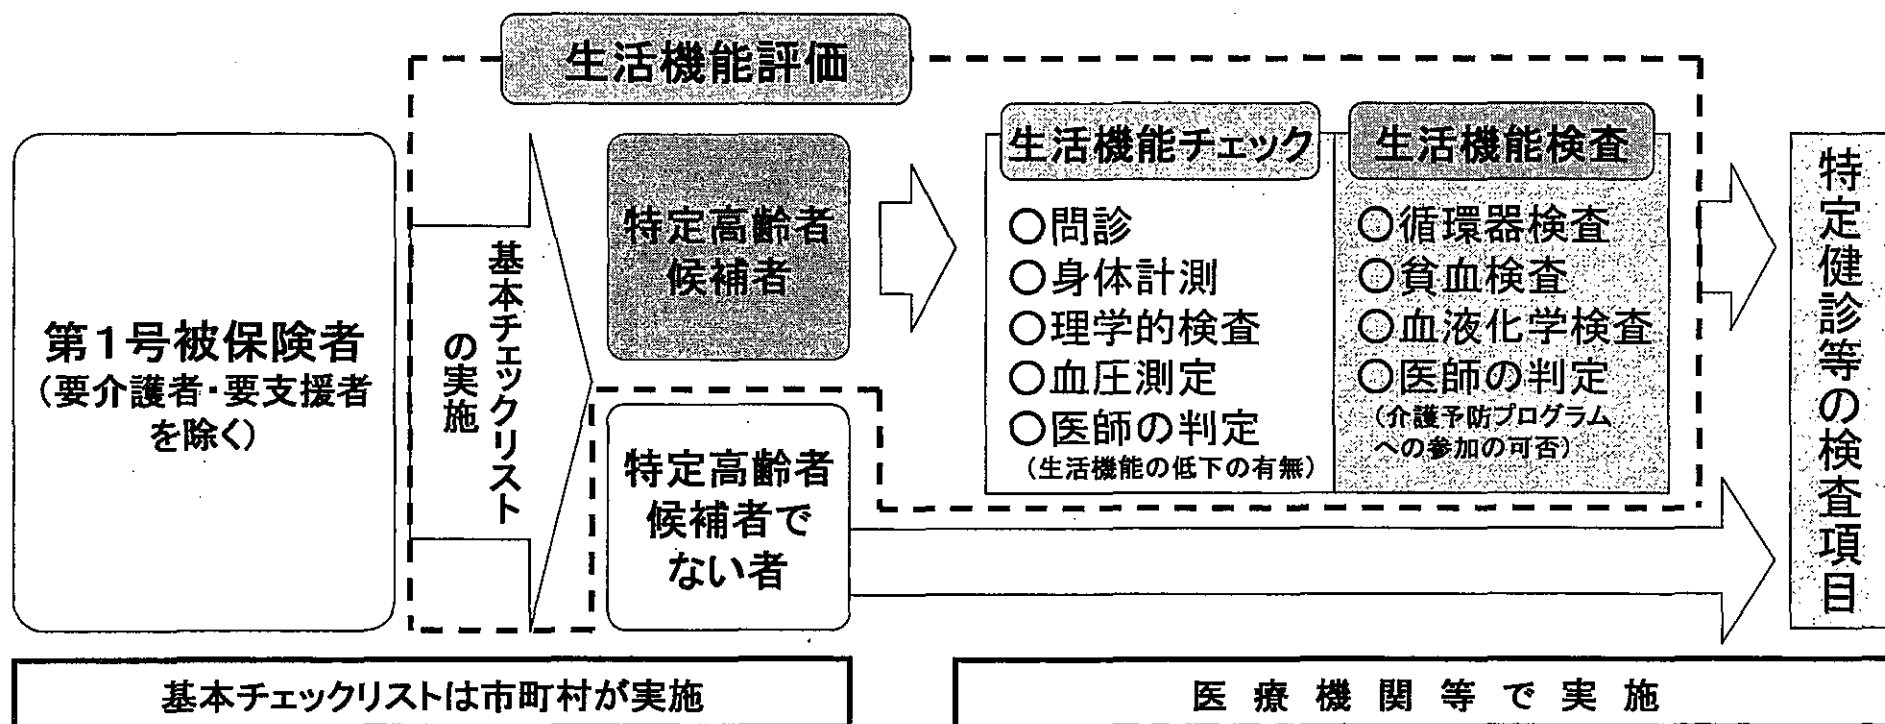 生活機能評価
第1号被保険者
(要介護者・要支援者
を除く)
基本チェックリスト
の実施
特定高齢者
候補者
特定高齢者
候補者で
ない者
生活機能チェック
○問診
○身体計測
○理学的検査
○血圧測定
○医師の判定
(生活機能の低下の有無)
生活機能検査
○循環器検査
○貧血検査
○血液化学検査
○医師の判定
(介護予防プログラム
への参加の可否)
特定健診等の検査項目
基本チェックリストは市町村が実施
医療機関等で実施